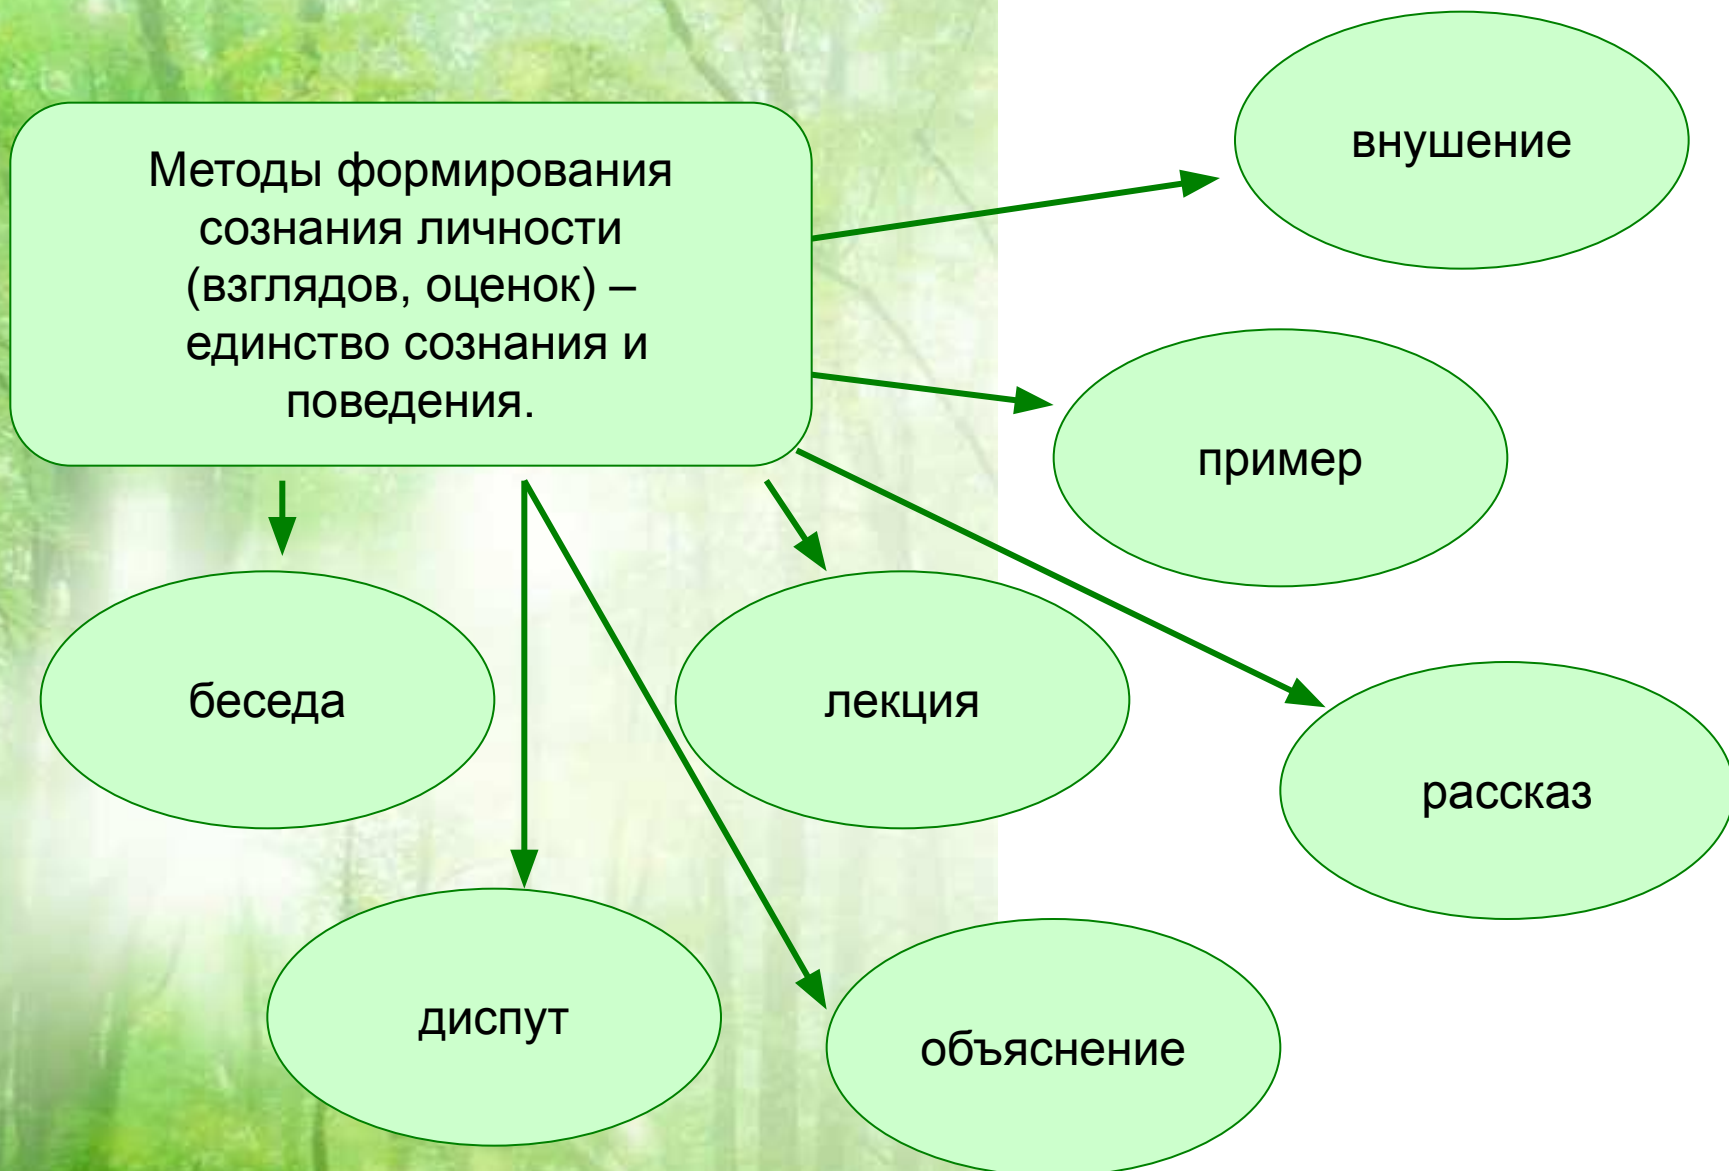 Методы формирования
сознания личности
(взглядов, оценок) –
единство сознания и
поведения.
внушение
пример
беседа
лекция
рассказ
диспут
объяснение